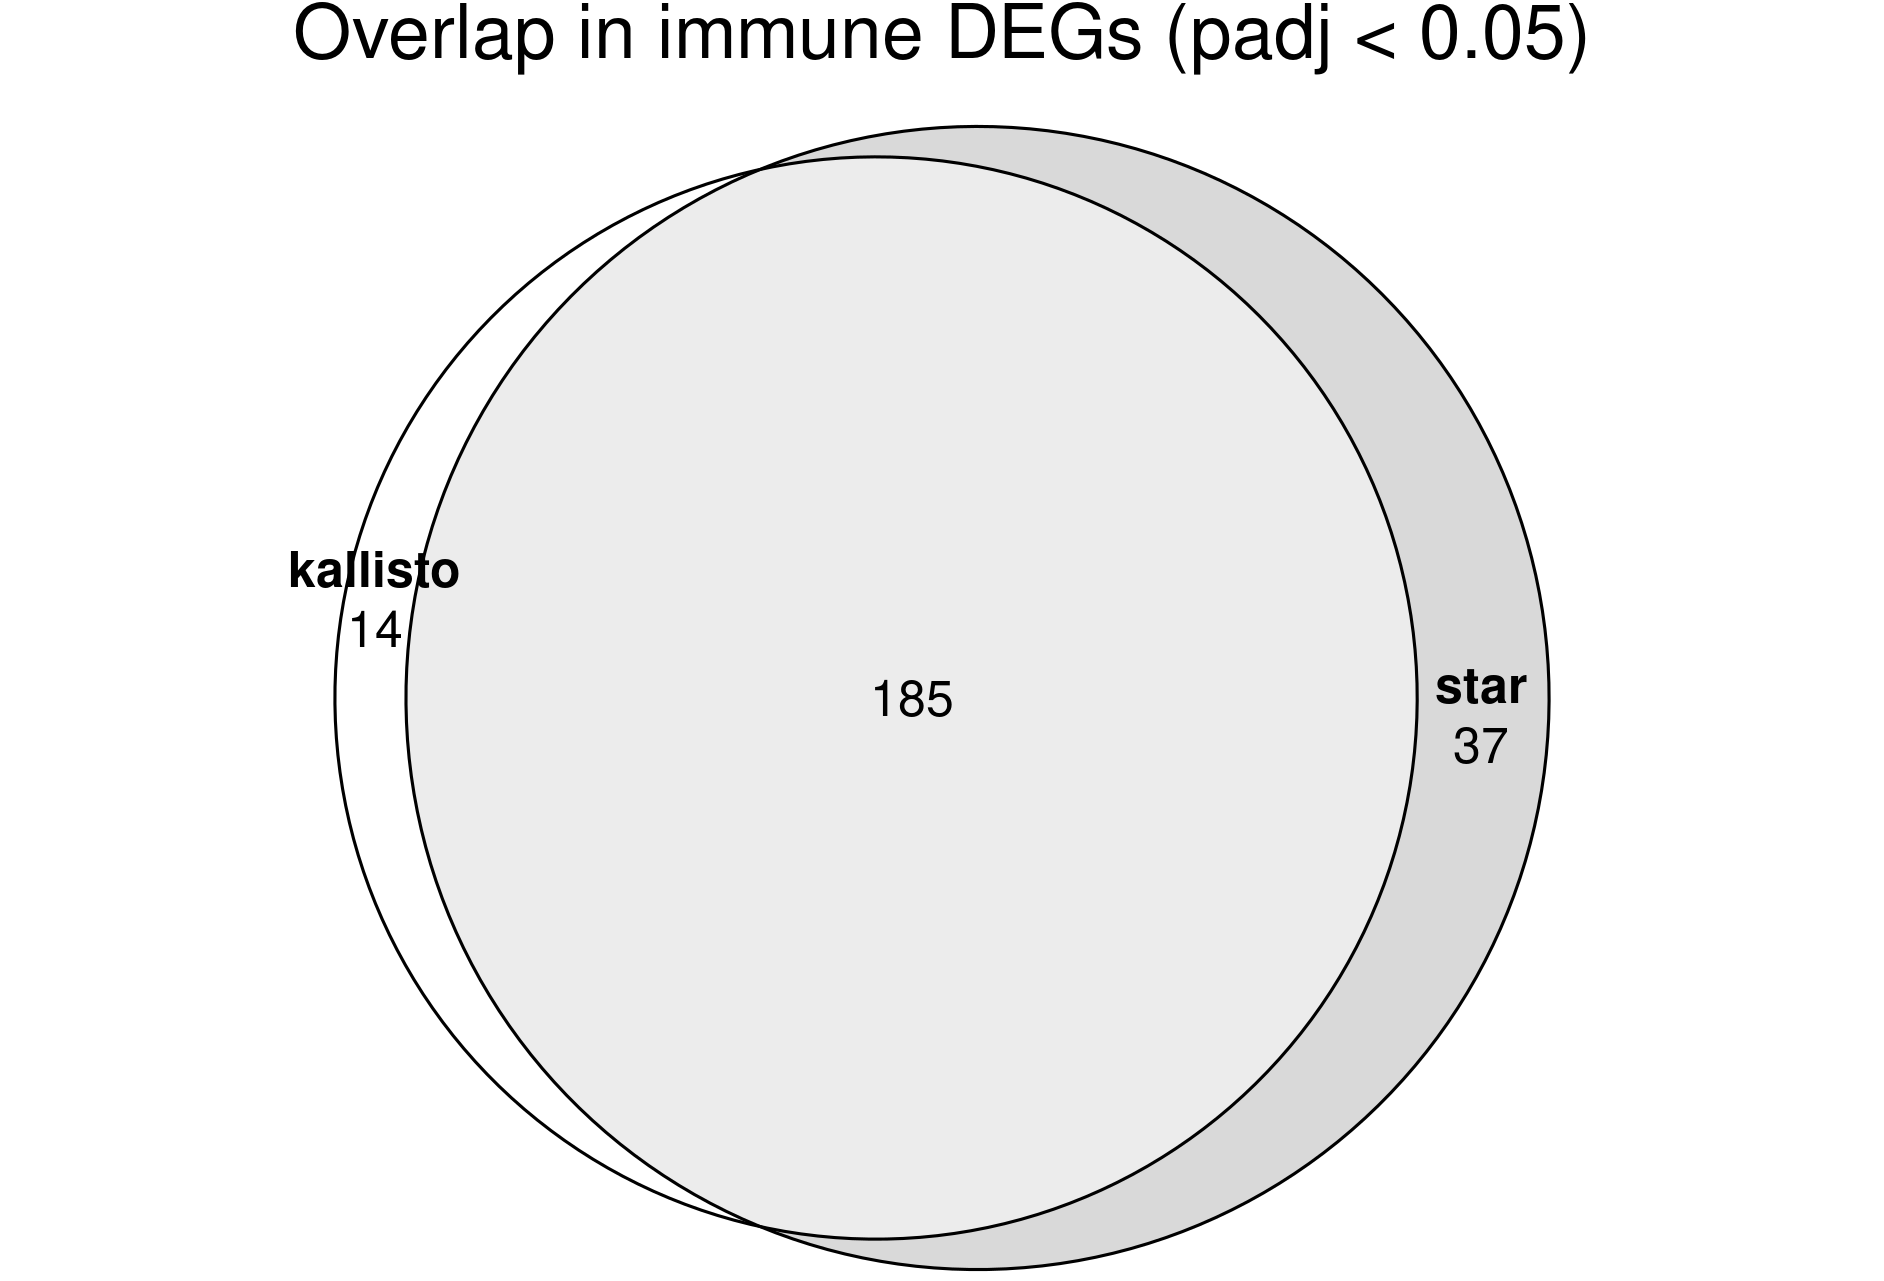 Overlap in immune DEGs (padj < 0.05)
kallisto
14
185
star
37